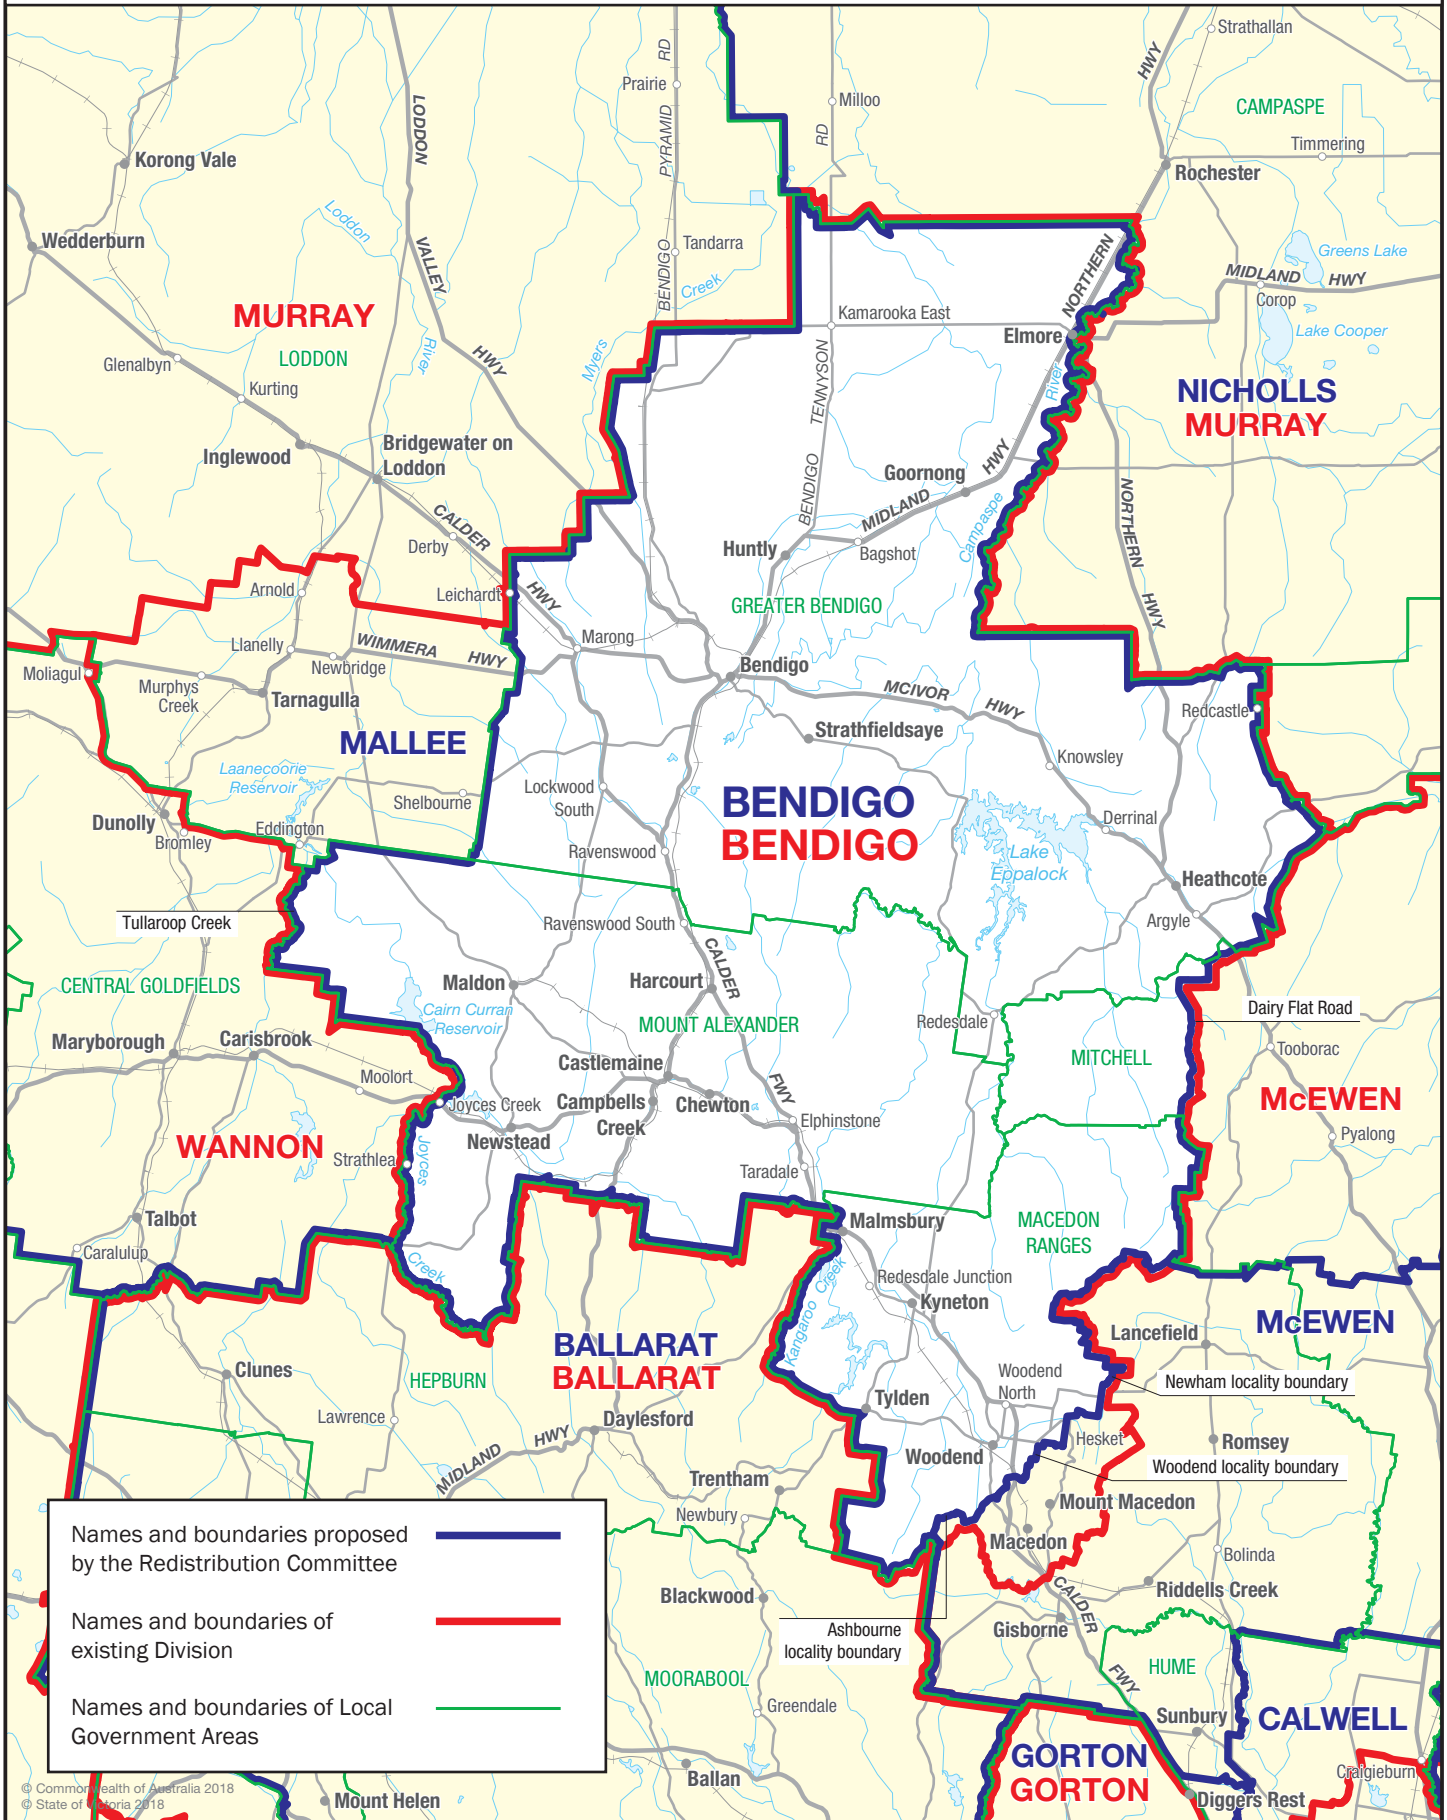 Strathallan
HWY
RD
Prairie
PYRAMID
BENDIGO
Milloo
RD
CAMPASPE
Timmering
Rochester
LODDON
VALLEY
HWY
Korong Vale
Wedderburn
Loddon
River
Tandarra
Creek
Myers
Greens Lake
MIDLAND HWY
Corop
Lake Cooper
MURRAY
LODDON
NORTHERN
HWY
Kamarooka East
Elmore
River
Campaspe
Glenalbyn
Kurting
BENDIGO TENNYSON
NICHOLLS
MURRAY
Inglewood
Bridgewater on
Loddon
CALDER
HWY
Derby
Goornong
MIDLAND
Bagshot
Huntly
NORTHERN
HWY
Arnold
Leichardt
GREATER BENDIGO
Llanelly
WIMMERA HWY
Newbridge
Marong
Moliagul
Murphys
Creek
Tarnagulla
Bendigo
MCIVOR HWY
Redcastle
Strathfieldsaye
MALLEE
Knowsley
Laanecoorie
Reservoir
Shelbourne
Lockwood
South
BENDIGO
BENDIGO
Derrinal
Dunolly
Bromley
Eddington
Ravenswood
Lake
Eppalock
Heathcote
Argyle
Tullaroop Creek
Ravenswood South
CALDER
FWY
CENTRAL GOLDFIELDS
Maldon
Harcourt
Cairn Curran
Reservoir
MOUNT ALEXANDER
Redesdale
Dairy Flat Road
Tooborac
Maryborough
Carisbrook
MITCHELL
Castlemaine
Moolort
Joyces Creek
Campbells
Creek
Chewton
McEWEN
Elphinstone
Pyalong
WANNON
Newstead
Strathlea
Joyces
Creek
Taradale
Talbot
Caralulup
Malmsbury
MACEDON
RANGES
Redesdale Junction
Kyneton
Kangaroo Creek
BALLARAT
BALLARAT
McEWEN
Lancefield
Clunes
HEPBURN
Woodend
North
Newham locality boundary
Lawrence
Daylesford
MIDLAND HWY
Tylden
Hesket
Romsey
Woodend
Woodend locality boundary
Trentham
Newbury
Mount Macedon
Macedon
Bolinda
Riddells Creek
CALDER
FWY
Blackwood
Gisborne
Ashbourne
locality boundary
HUME
MOORABOOL
Greendale
Sunbury
CALWELL
GORTON
GORTON
Ballan
Craigieburn
Diggers Rest
Mount Helen
Names and boundaries proposed
by the Redistribution Committee
Names and boundaries of
existing Division
Names and boundaries of Local
Government Areas
© Commonwealth of Australia 2018
© State of Victoria 2018